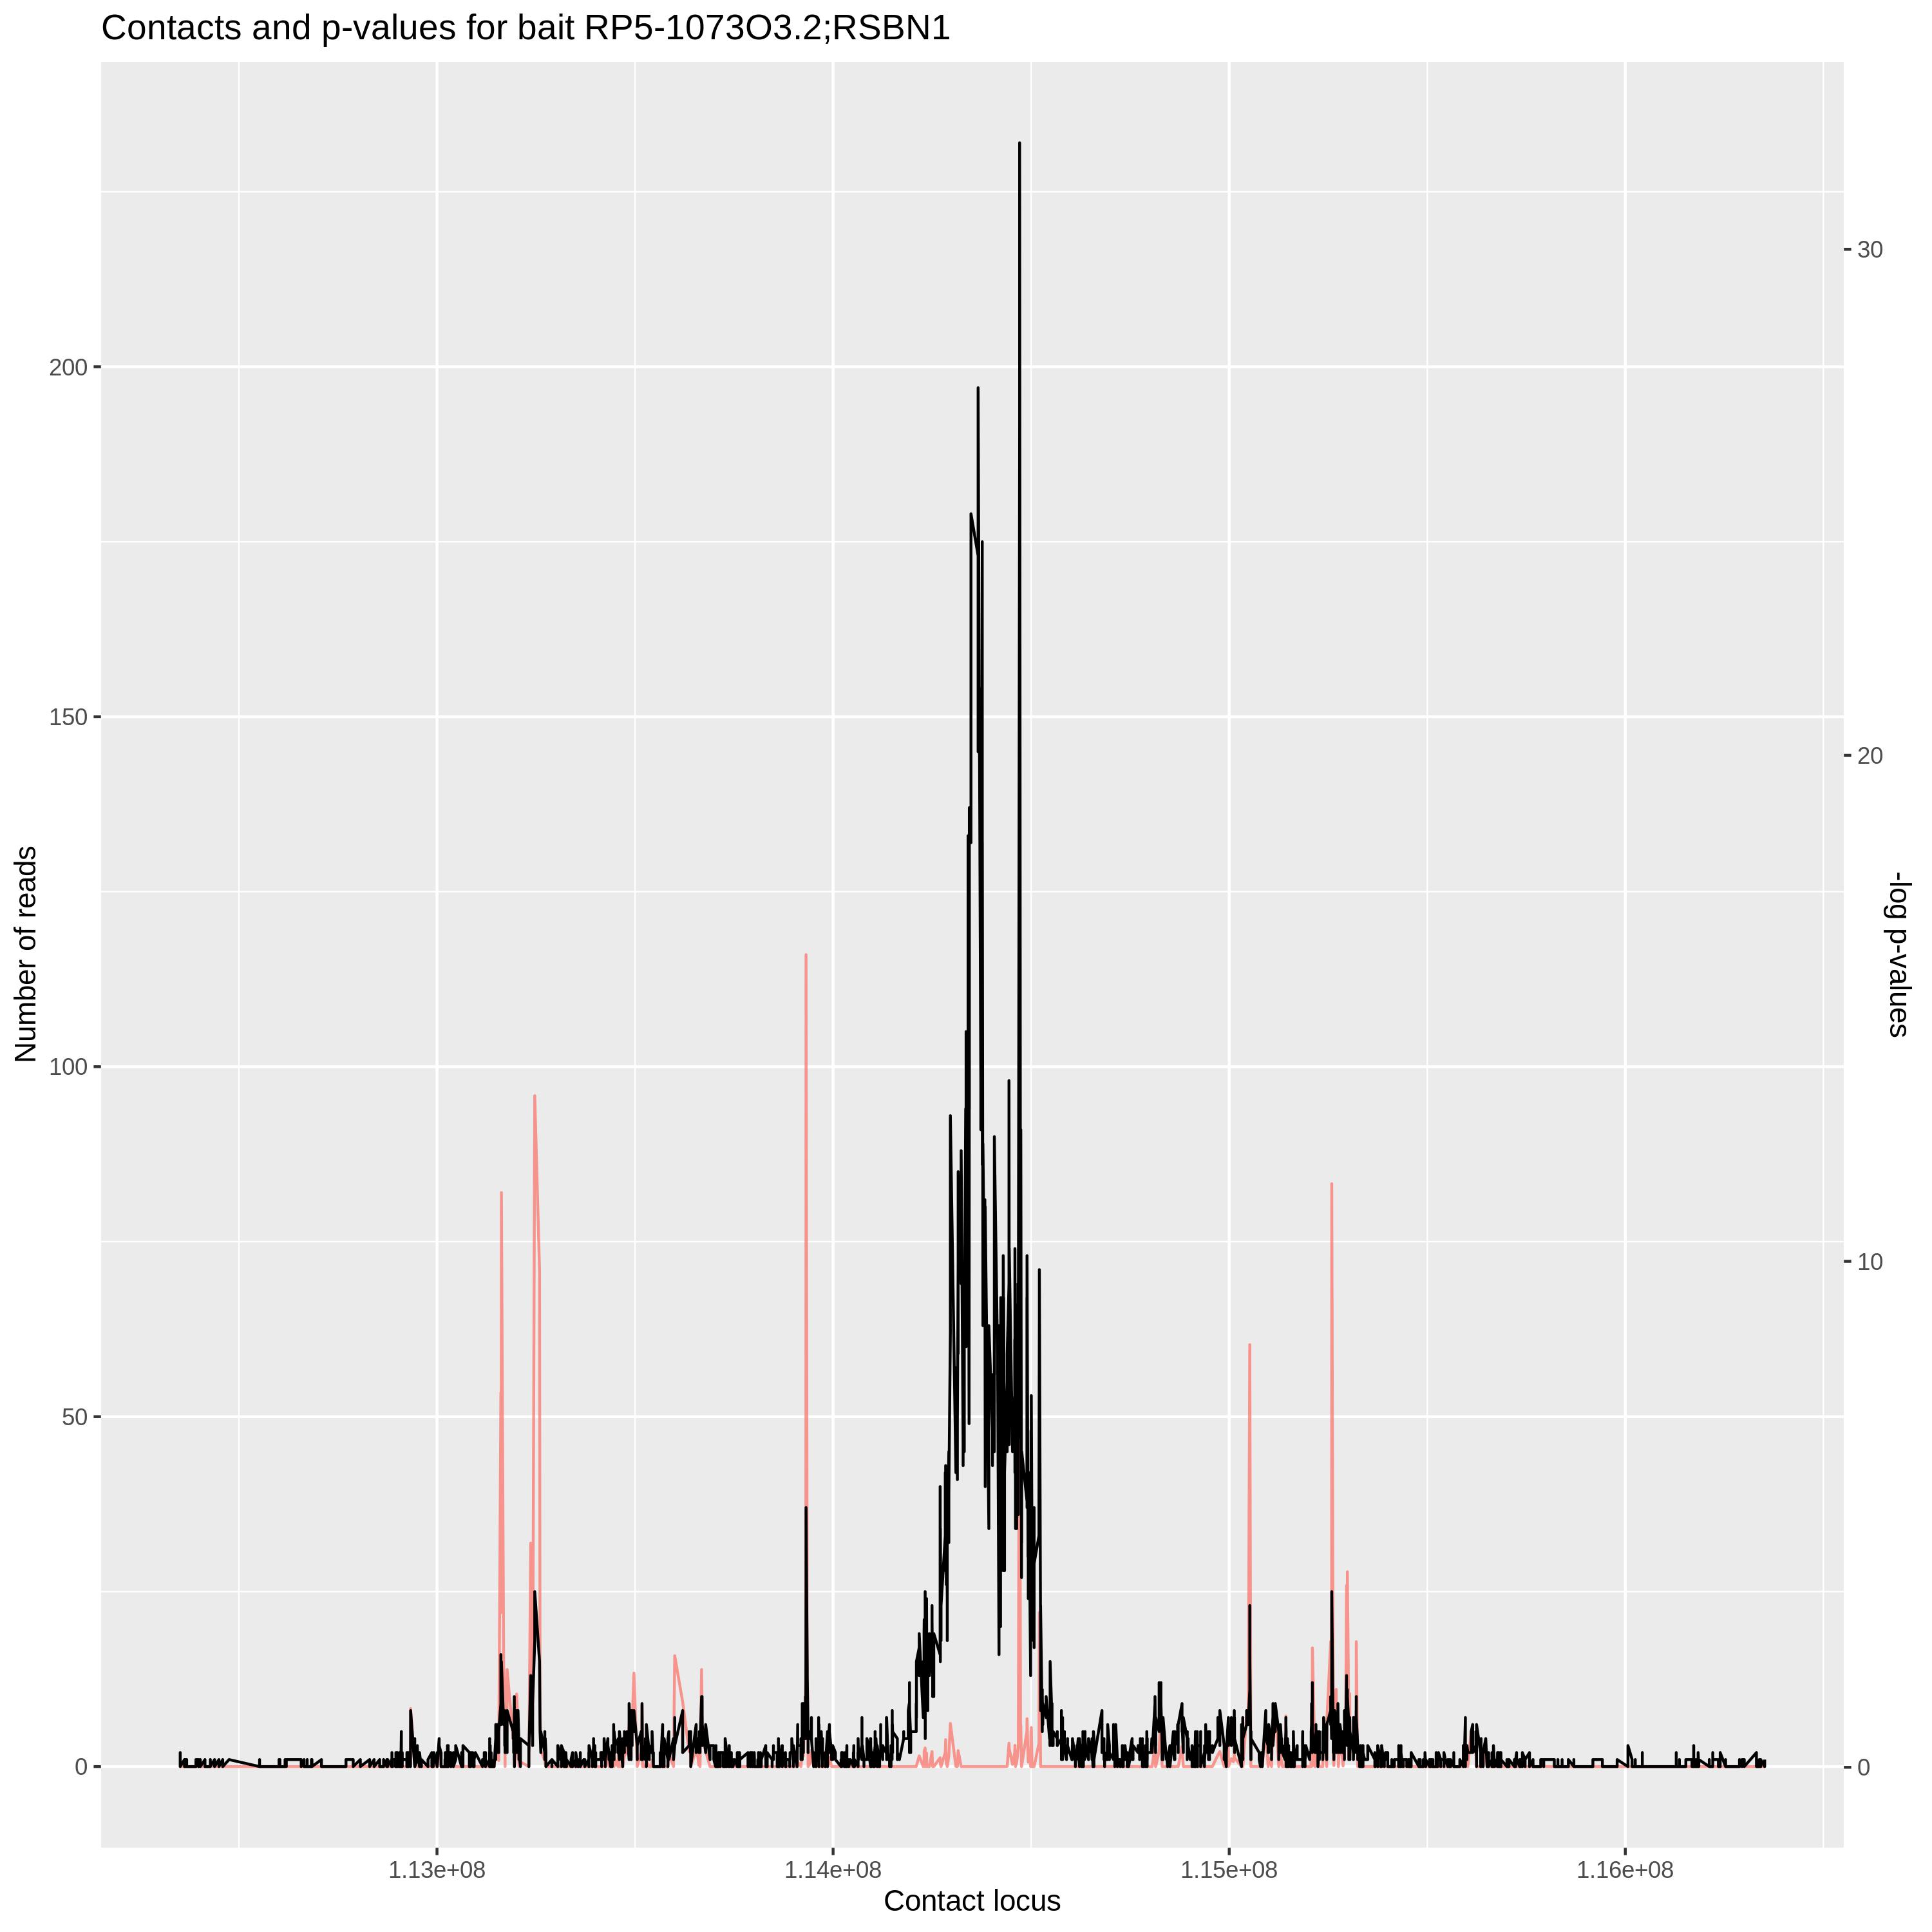 Contacts and p-values for bait RP5-1073O3.2;RSBN1
Number of reads
200
150
100
50
0
30
20
10
0
-log p-values
1.13e+08
1.14e+08
1.15e+08
1.16e+08
Contact locus